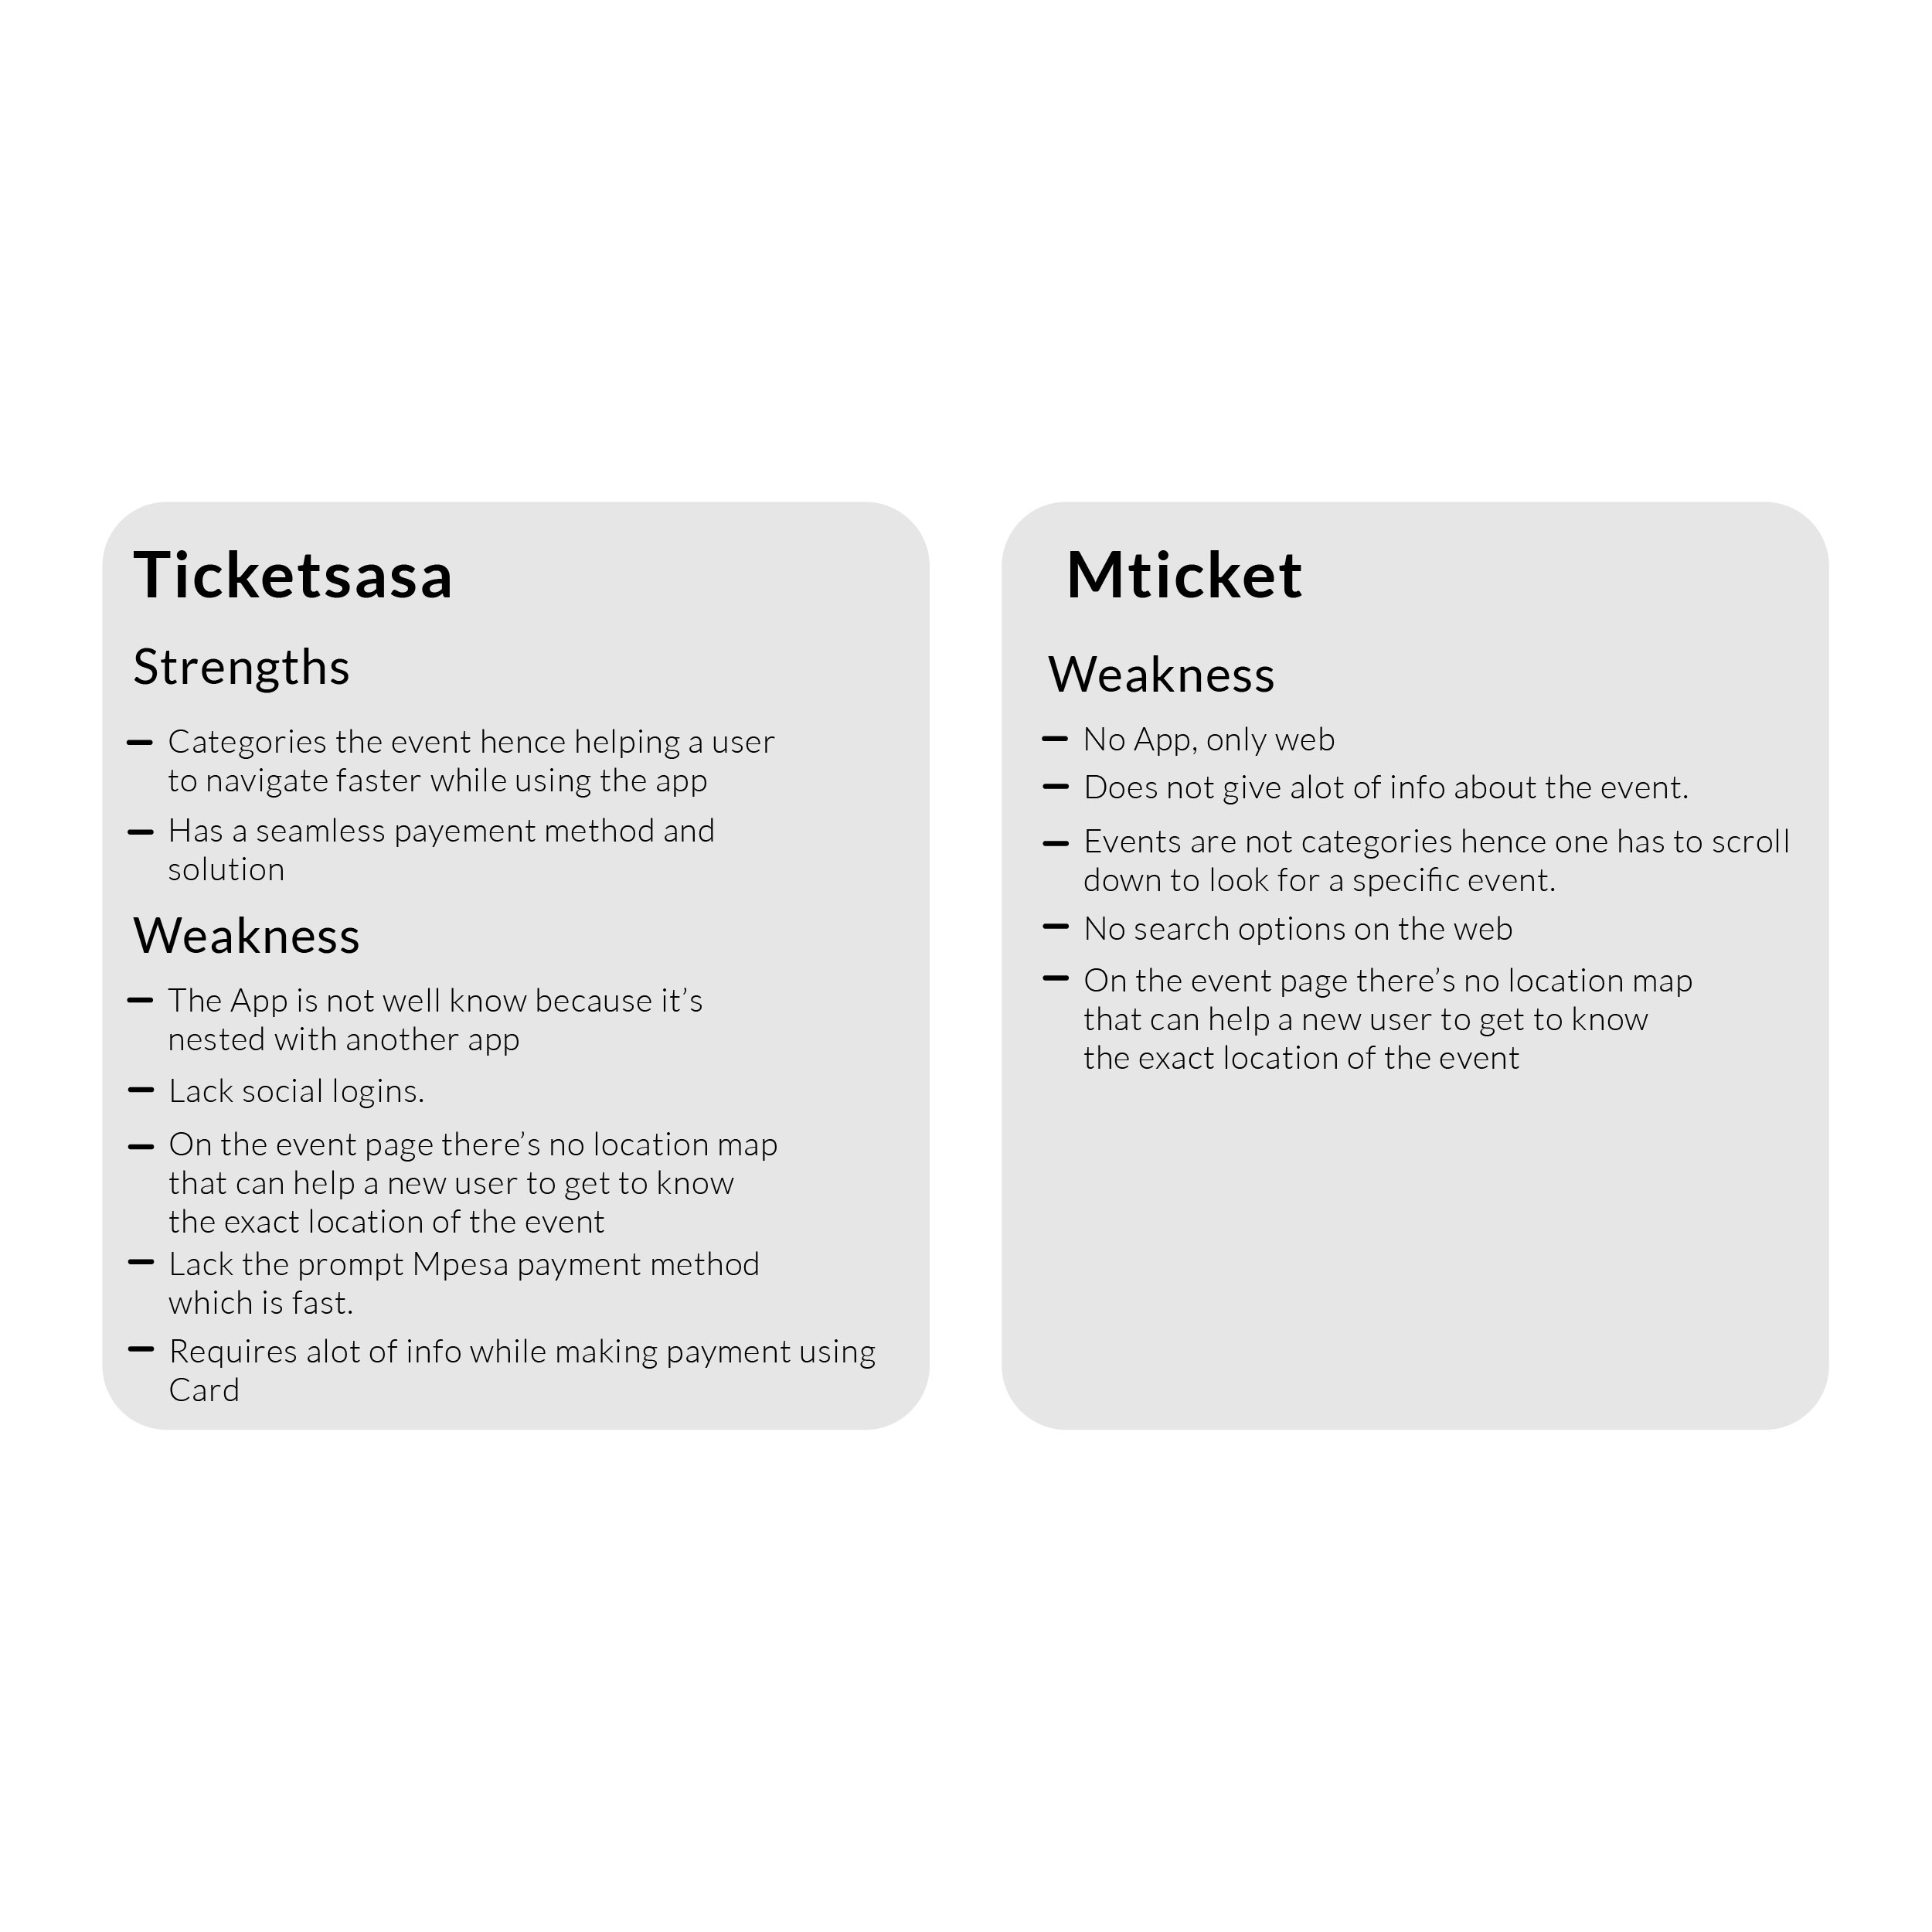 Ticketsasa
Strengths
– Categories the event hence helping a user
to navigate faster while using the app
– Has a seamless payement method and
solution
Weakness
– The App is not well know because it’s
nested with another app
– Lack social logins.
– On the event page there’s no location map
that can help a new user to get to know
the exact location of the event
– Lack the prompt Mpesa payment method
which is fast.
– Requires alot of info while making payment using
Card
Mticket
Weakness
– No App, only web
– Does not give alot of info about the event.
– Events are not categories hence one has to scroll
down to look for a specific event.
– No search options on the web
– On the event page there’s no location map
that can help a new user to get to know
the exact location of the event